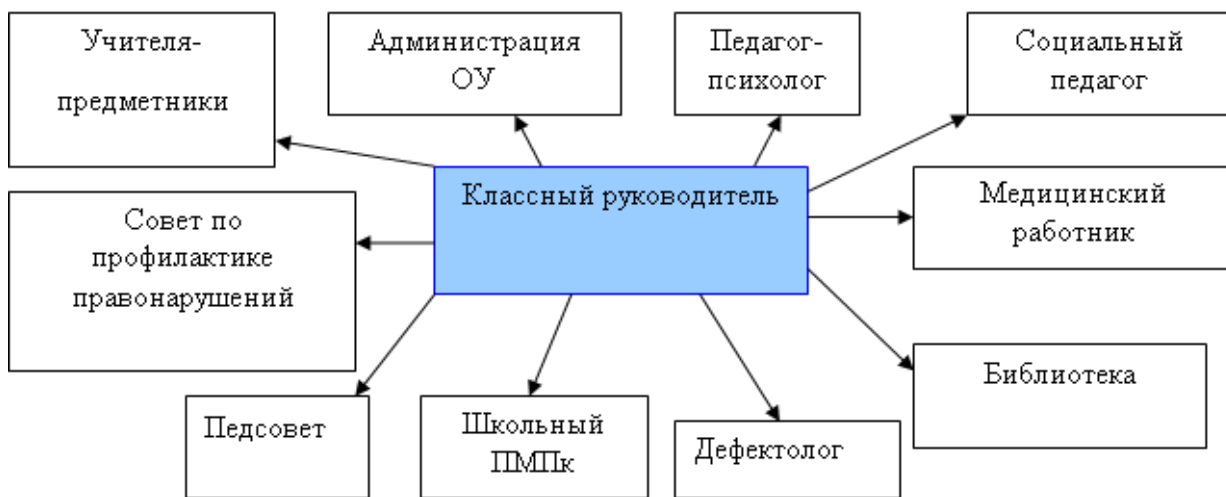 Учителя-
предметники
Администрация
ОУ
Педагог-
психолог
Социальный
педагог
Классный руководитель
Медицинский
работник
Совет по
профилактике
правонарушений
Библиотека
Педсовет
Школьный
ПМПк
Дефектолог